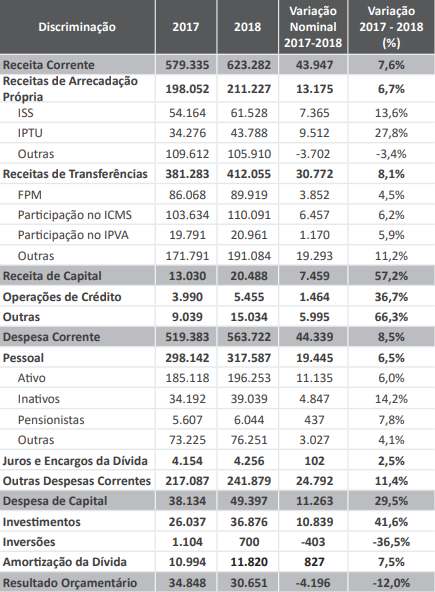 Discriminação 2017 2018 Variação Nominal 2017-2018 Variação 2017 - 2018 (%)
Receita Corrente 579.335 623.282 43.947 7,6%
Receitas de Arrecadação Própria 198.052 211.227 13.175 6,7%
ISS 54.164 61.528 7.365 13,6%
IPTU 34.276 43.788 9.512 27,8%
Outras 109.612 105.910 -3.702 -3,4%
Receitas de Transferências 381.283 412.055 30.772 8,1%
FPM 86.068 89.919 3.852 4,5%
Participação no ICMS 103.634 110.091 6.457 6,2%
Participação no IPVA 19.791 20.961 1.170 5,9%
Outras 171.791 191.084 19.293 11,2%
Receita de Capital 13.030 20.488 7.459 57,2%
Operações de Crédito 3.990 5.455 1.464 36,7%
Outras 9.039 15.034 5.995 66,3%
Despesa Corrente 519.383 563.722 44.339 8,5%
Pessoal 298.142 317.587 19.445 6,5%
Ativo 185.118 196.253 11.135 6,0%
Inativos 34.192 39.039 4.847 14,2%
Pensionistas 5.607 6.044 437 7,8%
Outras 73.225 76.251 3.027 4,1%
Juros e Encargos da Dívida 4.154 4.256 102 2,5%
Outras Despesas Correntes 217.087 241.879 24.792 11,4%
Despesa de Capital 38.134 49.397 11.263 29,5%
Investimentos 26.037 36.876 10.839 41,6%
Inversões 1.104 700 -403 -36,5%
Amortização da Dívida 10.994 11.820 827 7,5%
Resultado Orçamentário 34.848 30.651 -4.196 -12,0%